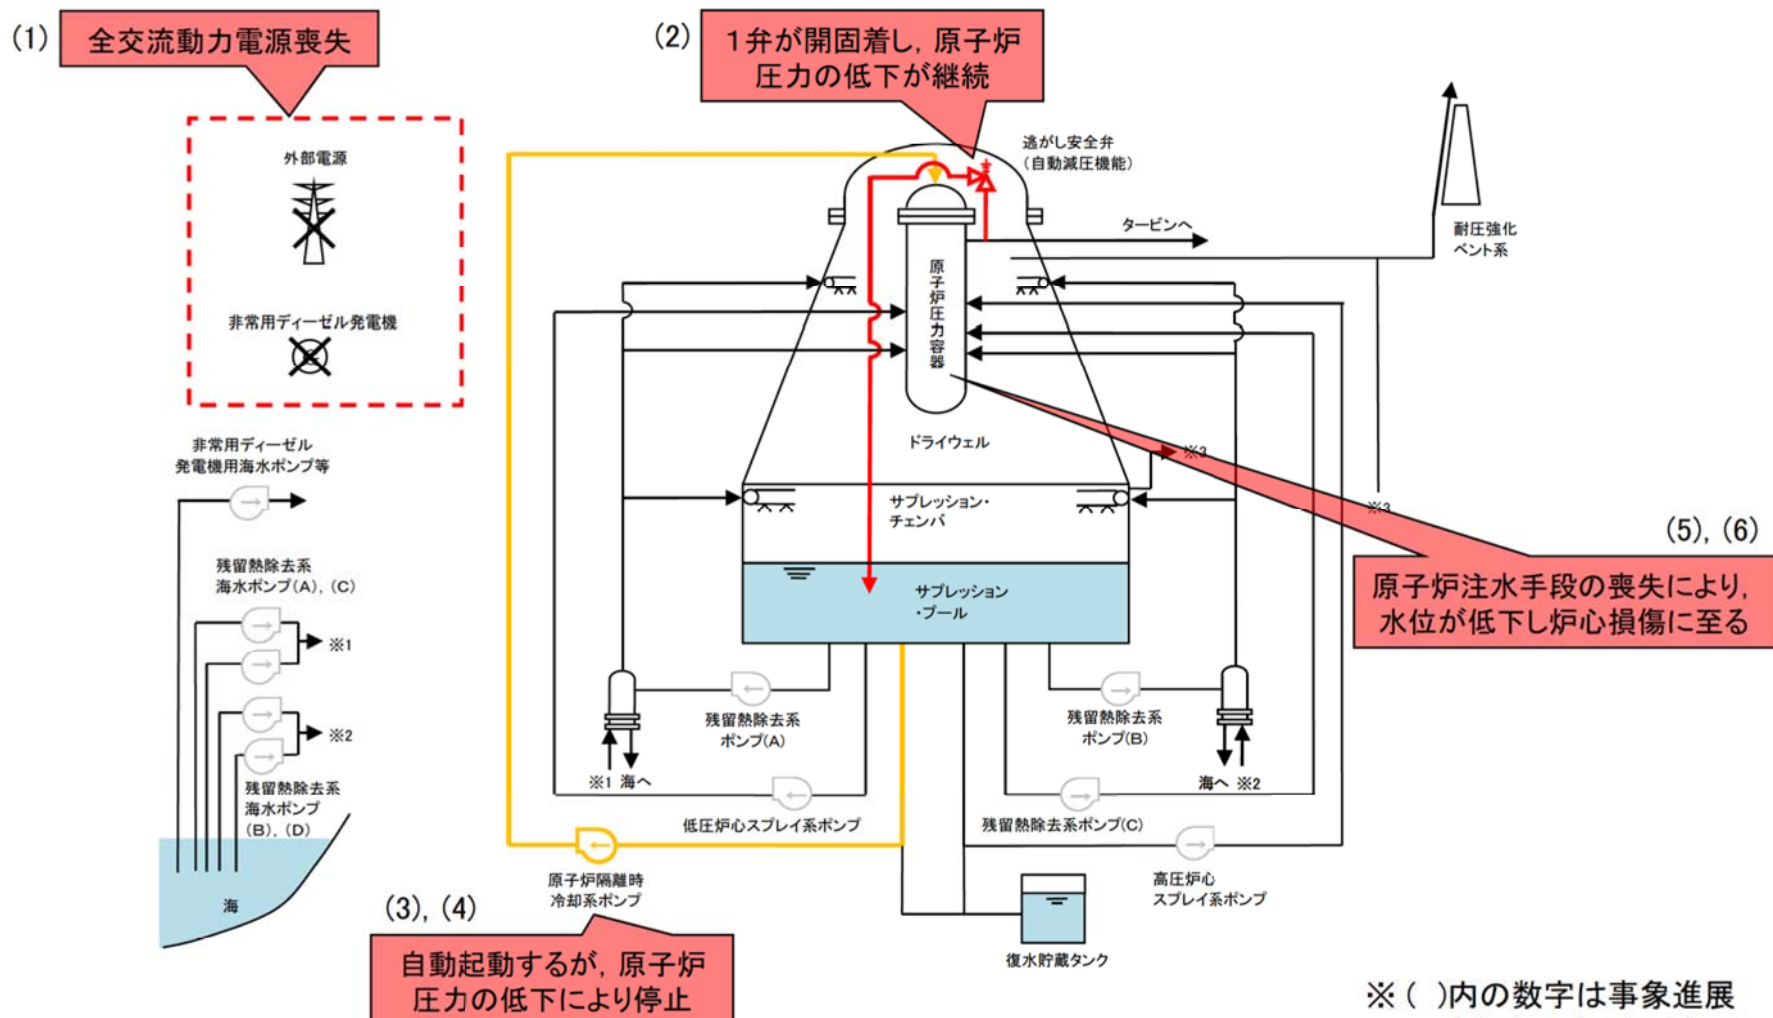 (1)
全交流動力電源喪失
(2)
1弁が開固着し, 原子炉
圧力の低下が継続
外部電源
非常用ディーゼル発電機
逃がし安全弁
(自動減圧機能)
タービンへ
耐圧強化
ベント系
原子炉圧力容器
ドライウェル
※3
※3
サプレッション・
チェンバ
サプレッション
・プール
(5), (6)
原子炉注水手段の喪失により,
水位が低下し炉心損傷に至る
非常用ディーゼル
発電機用海水ポンプ等
残留熱除去系
海水ポンプ(A), (C)
※1
※2
残留熱除去系
海水ポンプ
(B), (D)
海
残留熱除去系
ポンプ(A)
残留熱除去系
ポンプ(B)
※1 海へ
海へ ※2
低圧炉心スプレイ系ポンプ
残留熱除去系ポンプ(C)
原子炉隔離時
冷却系ポンプ
高圧炉心
スプレイ系ポンプ
(3), (4)
自動起動するが, 原子炉
圧力の低下により停止
復水貯蔵タンク
※ ( )内の数字は事象進展